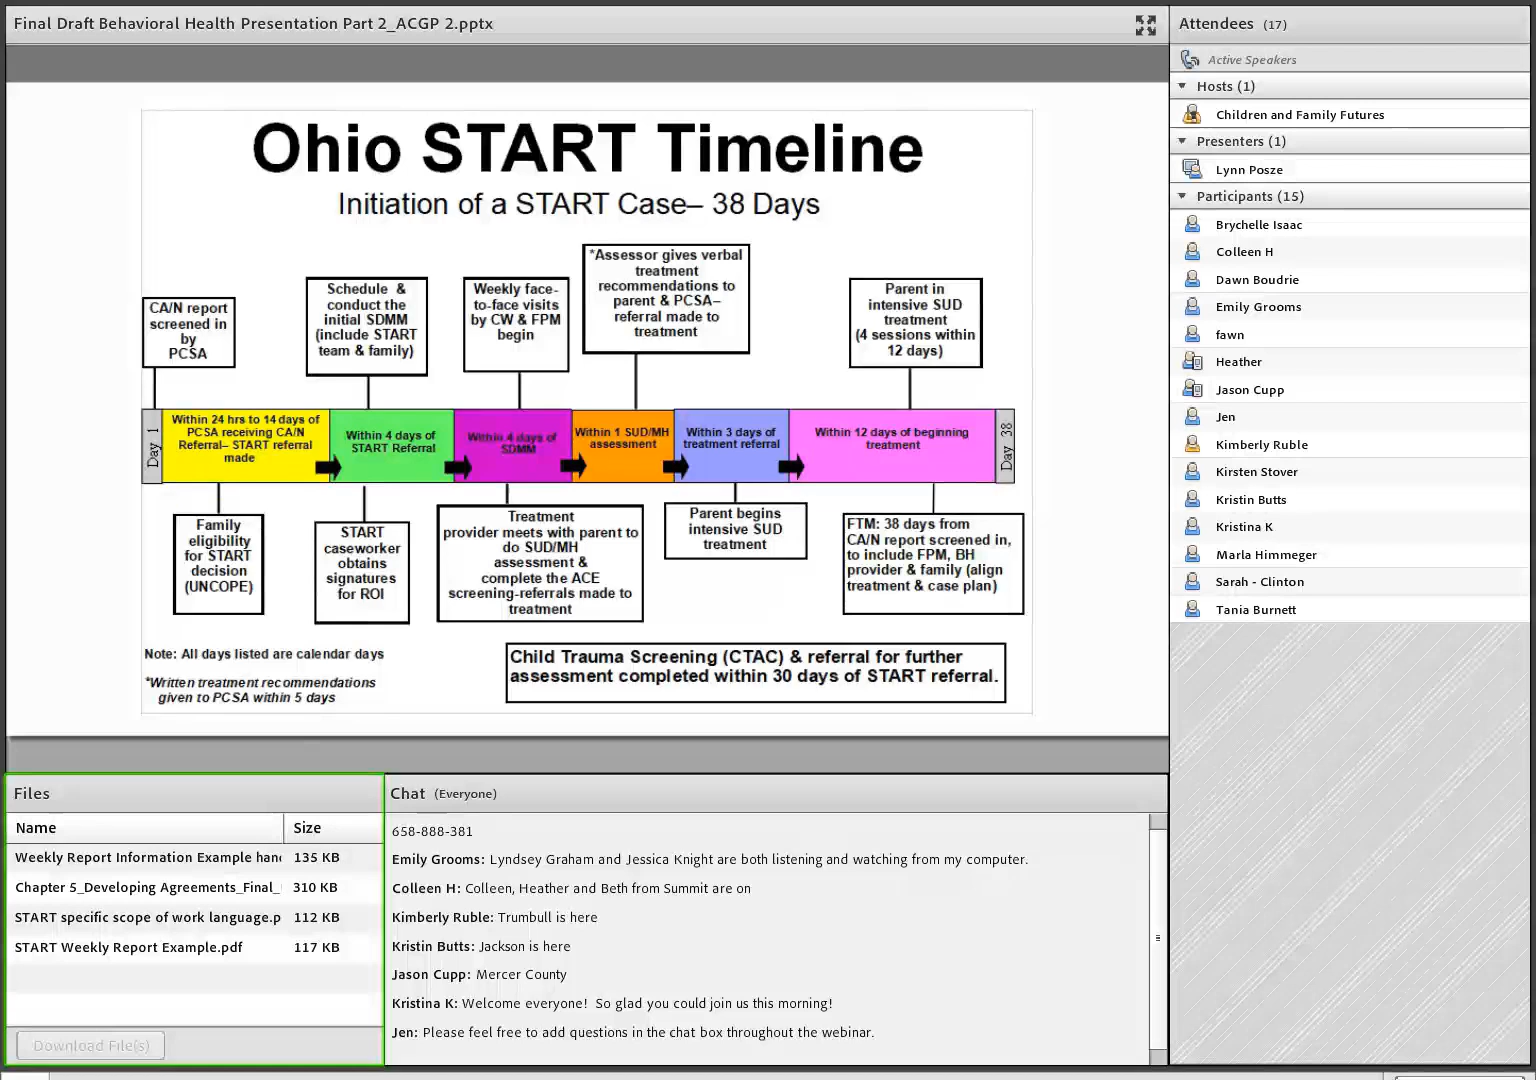 Final Draft Behavioral Health Presentation Part 2_ACGP 2.pptx
Ohio START Timeline
Initiation of a START Case– 38 Days
CA/N report
screened in
by
PCSA
Schedule &
conduct the
initial SDMM
(include START
team & family)
Weekly face-
to-face visits
by CW & FPM
begin
*Assessor gives verbal
treatment
recommendations to
parent & PCSA–
referral made to
treatment
Parent in
intensive SUD
treatment
(4 sessions within
12 days)
Day 1
Within 24 hrs to 14 days of
PCSA receiving CA/N
Referral– START referral
made
Within 4 days of
START Referral
Within 4 days of
SDMM
Within 1 SUD/MH
assessment
Within 3 days of
treatment referral
Within 12 days of beginning
treatment
Day 38
Family
eligibility
for START
decision
(UNCOPE)
START
caseworker
obtains
signatures
for ROI
Treatment
provider meets with parent to
do SUD/MH
assessment &
complete the ACE
screening-referrals made to
treatment
Parent begins
intensive SUD
treatment
FTM: 38 days from
CA/N report screened in,
to include FPM, BH
provider & family (align
treatment & case plan)
Note: All days listed are calendar days
*Written treatment recommendations
given to PCSA within 5 days
Child Trauma Screening (CTAC) & referral for further
assessment completed within 30 days of START referral.
Attendees (17)
Active Speakers
Hosts (1)
Children and Family Futures
Presenters (1)
Lynn Posze
Participants (15)
Brychelle Isaac
Colleen H
Dawn Boudrie
Emily Grooms
fawn
Heather
Jason Cupp
Jen
Kimberly Ruble
Kirsten Stover
Kristin Butts
Kristina K
Marla Himmeger
Sarah - Clinton
Tania Burnett
Files
Name Size
Weekly Report Information Example hand 135 KB
Chapter 5_Developing Agreements_Final_ 310 KB
START specific scope of work language.p 112 KB
START Weekly Report Example.pdf 117 KB
Download File(s)
Chat (Everyone)
658-888-381
Emily Grooms: Lyndsey Graham and Jessica Knight are both listening and watching from my computer.
Colleen H: Colleen, Heather and Beth from Summit are on
Kimberly Ruble: Trumbull is here
Kristin Butts: Jackson is here
Jason Cupp: Mercer County
Kristina K: Welcome everyone! So glad you could join us this morning!
Jen: Please feel free to add questions in the chat box throughout the webinar.